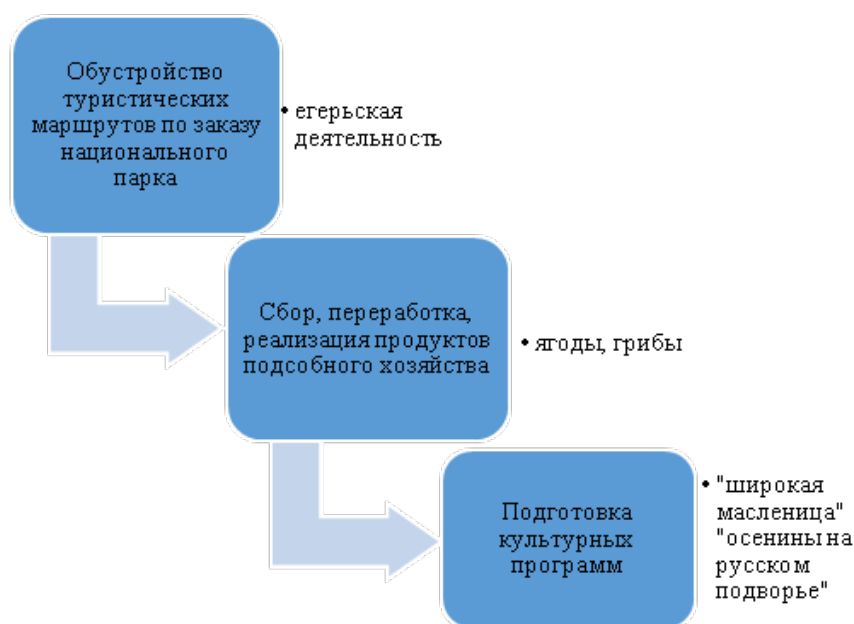 Обустройство
туристических
маршрутов по заказу
национального
парка
• егерьская
деятельность
Сбор, переработка,
реализация продуктов
подсобного хозяйства
• ягоды, грибы
Подготовка
культурных
программ
• "широкая
масленица"
"осенины на
русском
подворье"